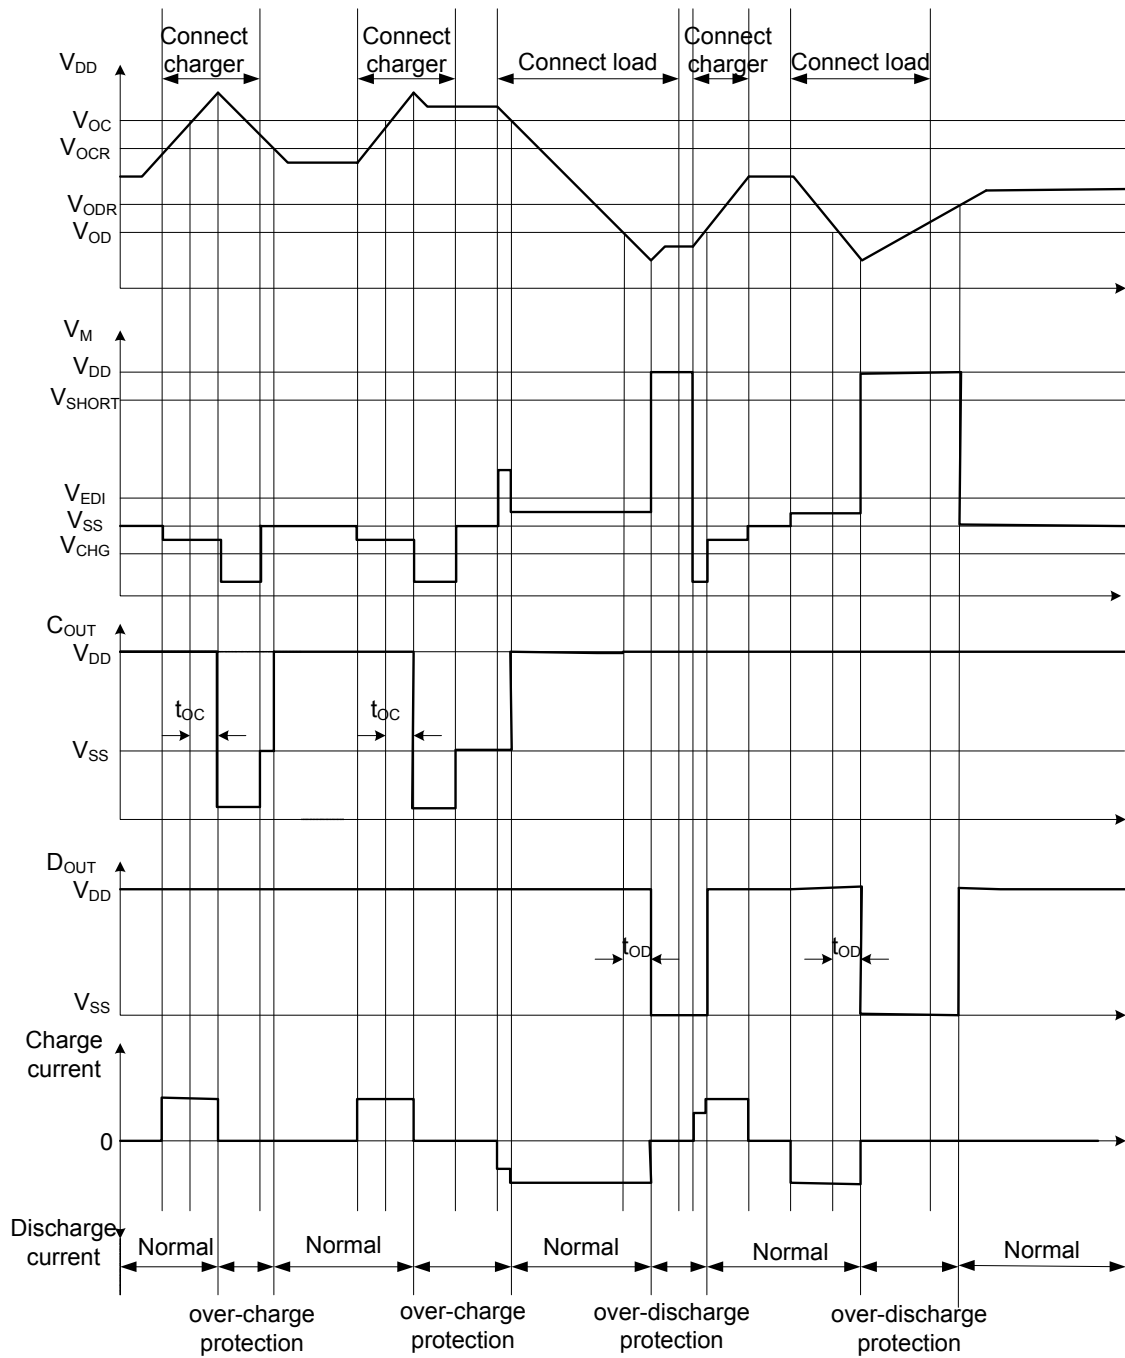 Connect
charger
Connect
charger
Connect load
Connect
charger
Connect load
VDD
VOC
VOCR
VODR
VOD
VM
VDD
VSHORT
VEDI
VSS
VCHG
COUT
VDD
tOC
tOC
VSS
DOUT
VDD
tOD
tOD
VSS
Charge
current
0
Discharge
current
Normal
Normal
Normal
Normal
Normal
over-charge
protection
over-charge
protection
over-discharge
protection
over-discharge
protection